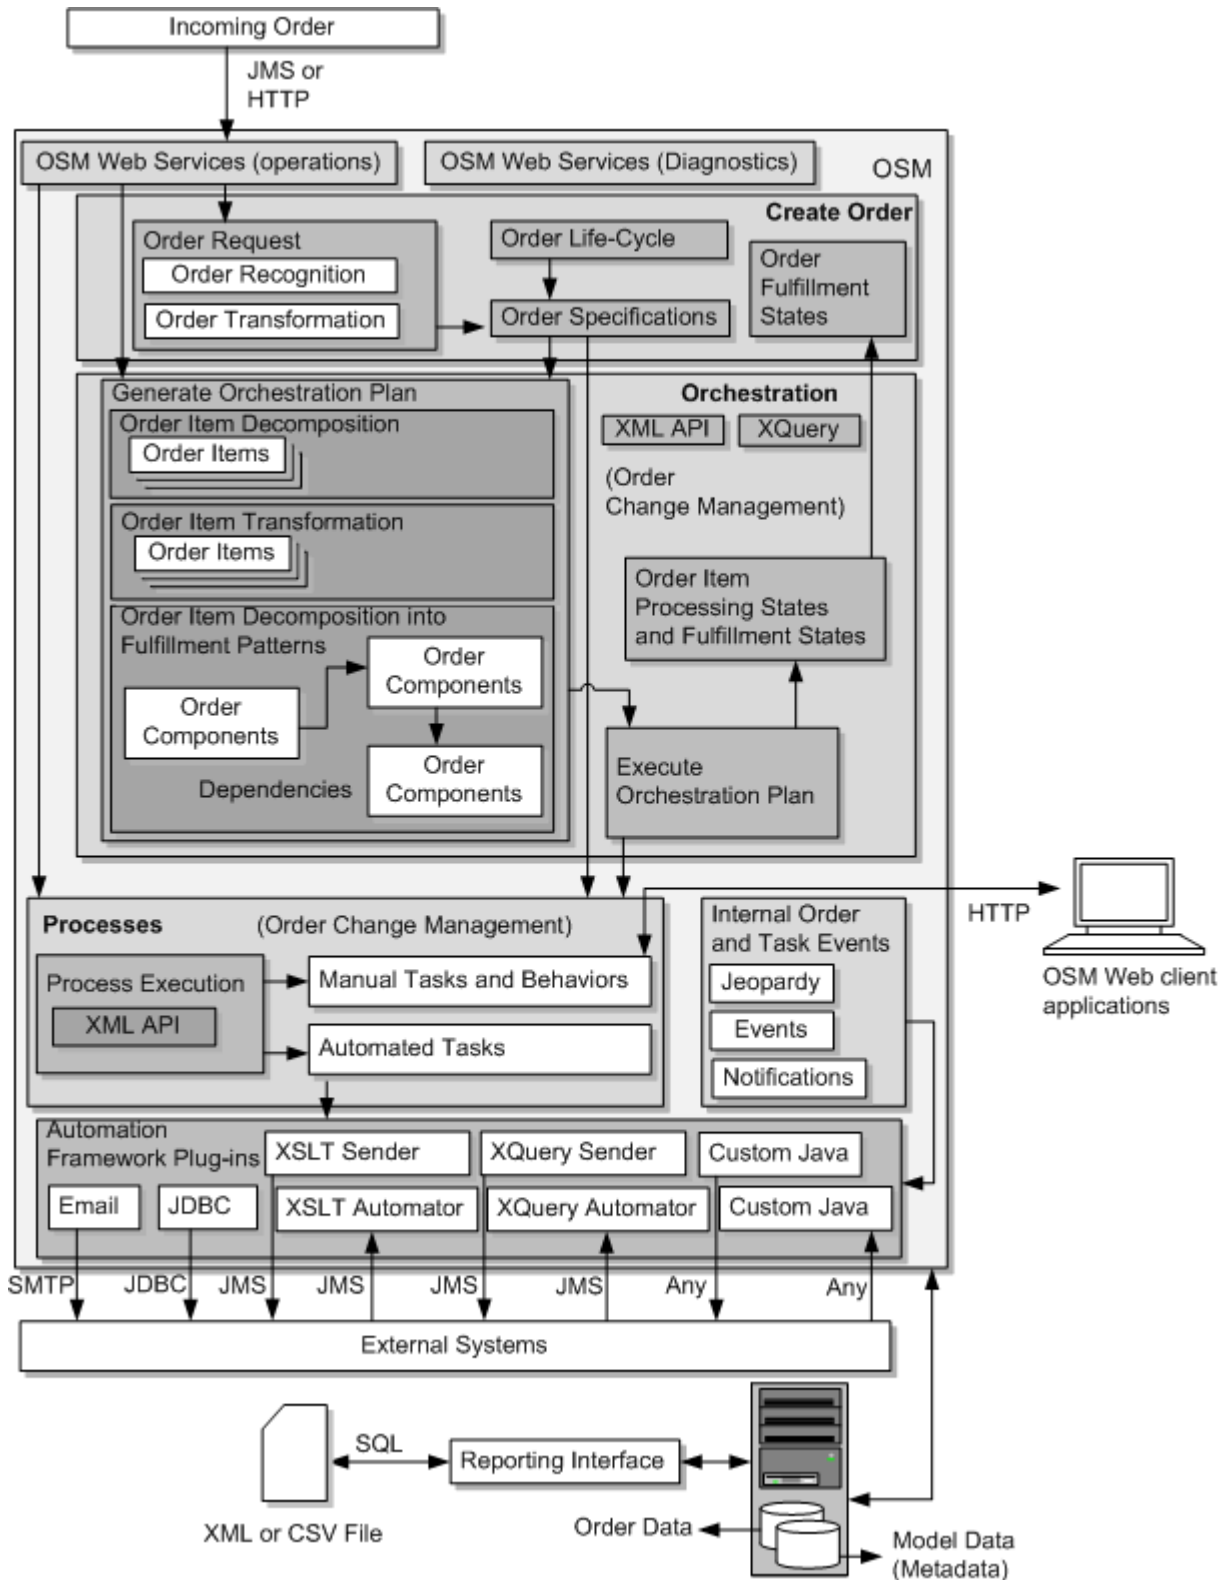 Incoming Order
JMS or
HTTP
OSM Web Services (operations)
OSM Web Services (Diagnostics)
OSM
Create Order
Order Request
Order Recognition
Order Transformation
Order Life-Cycle
Order Specifications
Order
Fulfillment
States
Generate Orchestration Plan
Order Item Decomposition
Order Items
Order Item Transformation
Order Items
Order Item Decomposition into
Fulfillment Patterns
Order
Components
Order
Components
Order
Components
Dependencies
Orchestration
XML API
XQuery
(Order
Change Management)
Order Item
Processing States
and Fulfillment States
Execute
Orchestration Plan
Processes
(Order Change Management)
Process Execution
XML API
Manual Tasks and Behaviors
Automated Tasks
Internal Order
and Task Events
Jeopardy
Events
Notifications
HTTP
OSM Web client
applications
Automation
Framework Plug-ins
XSLT Sender
XQuery Sender
Custom Java
Email
JDBC
XSLT Automator
XQuery Automator
Custom Java
SMTP
JDBC
JMS
JMS
JMS
JMS
Any
Any
External Systems
SQL
Reporting Interface
XML or CSV File
Order Data
Model Data
(Metadata)